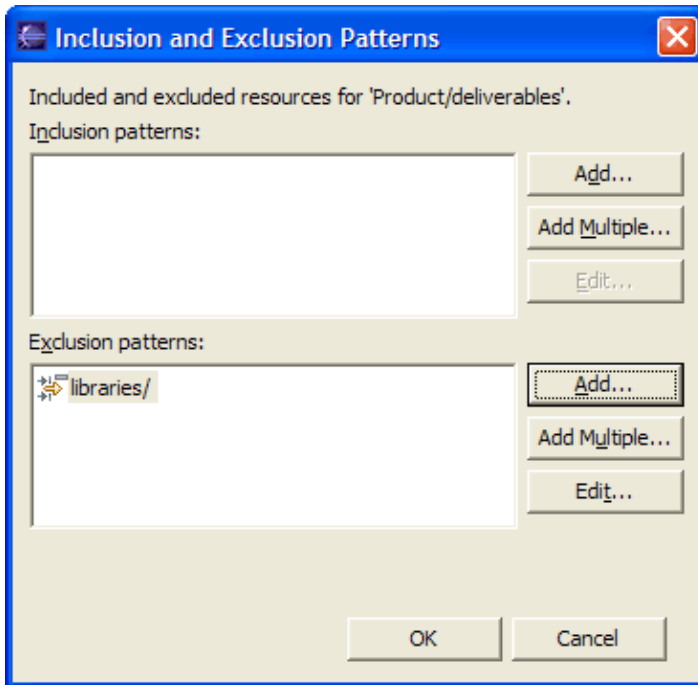 Inclusion and Exclusion Patterns
Included and excluded resources for 'Product/deliverables'.
Inclusion patterns:
Add...
Add Multiple...
Edit...
Exclusion patterns:
libraries/
Add...
Add Multiple...
Edit...
OK
Cancel